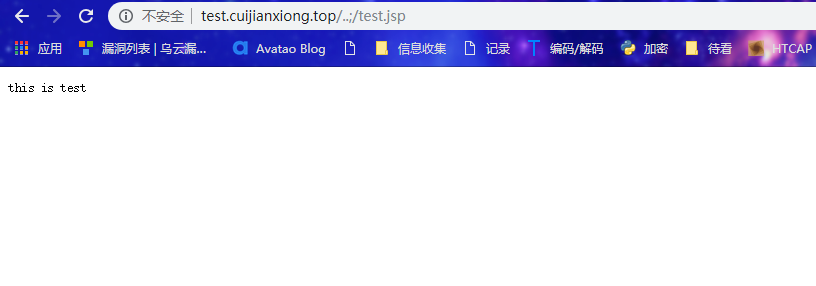 不安全 test.cuijianxiong.top/..;/test.jsp
应用 漏洞列表 | 乌云漏... Avatao Blog 信息收集 记录 编码/解码 加密 待看 HTCAP
this is test